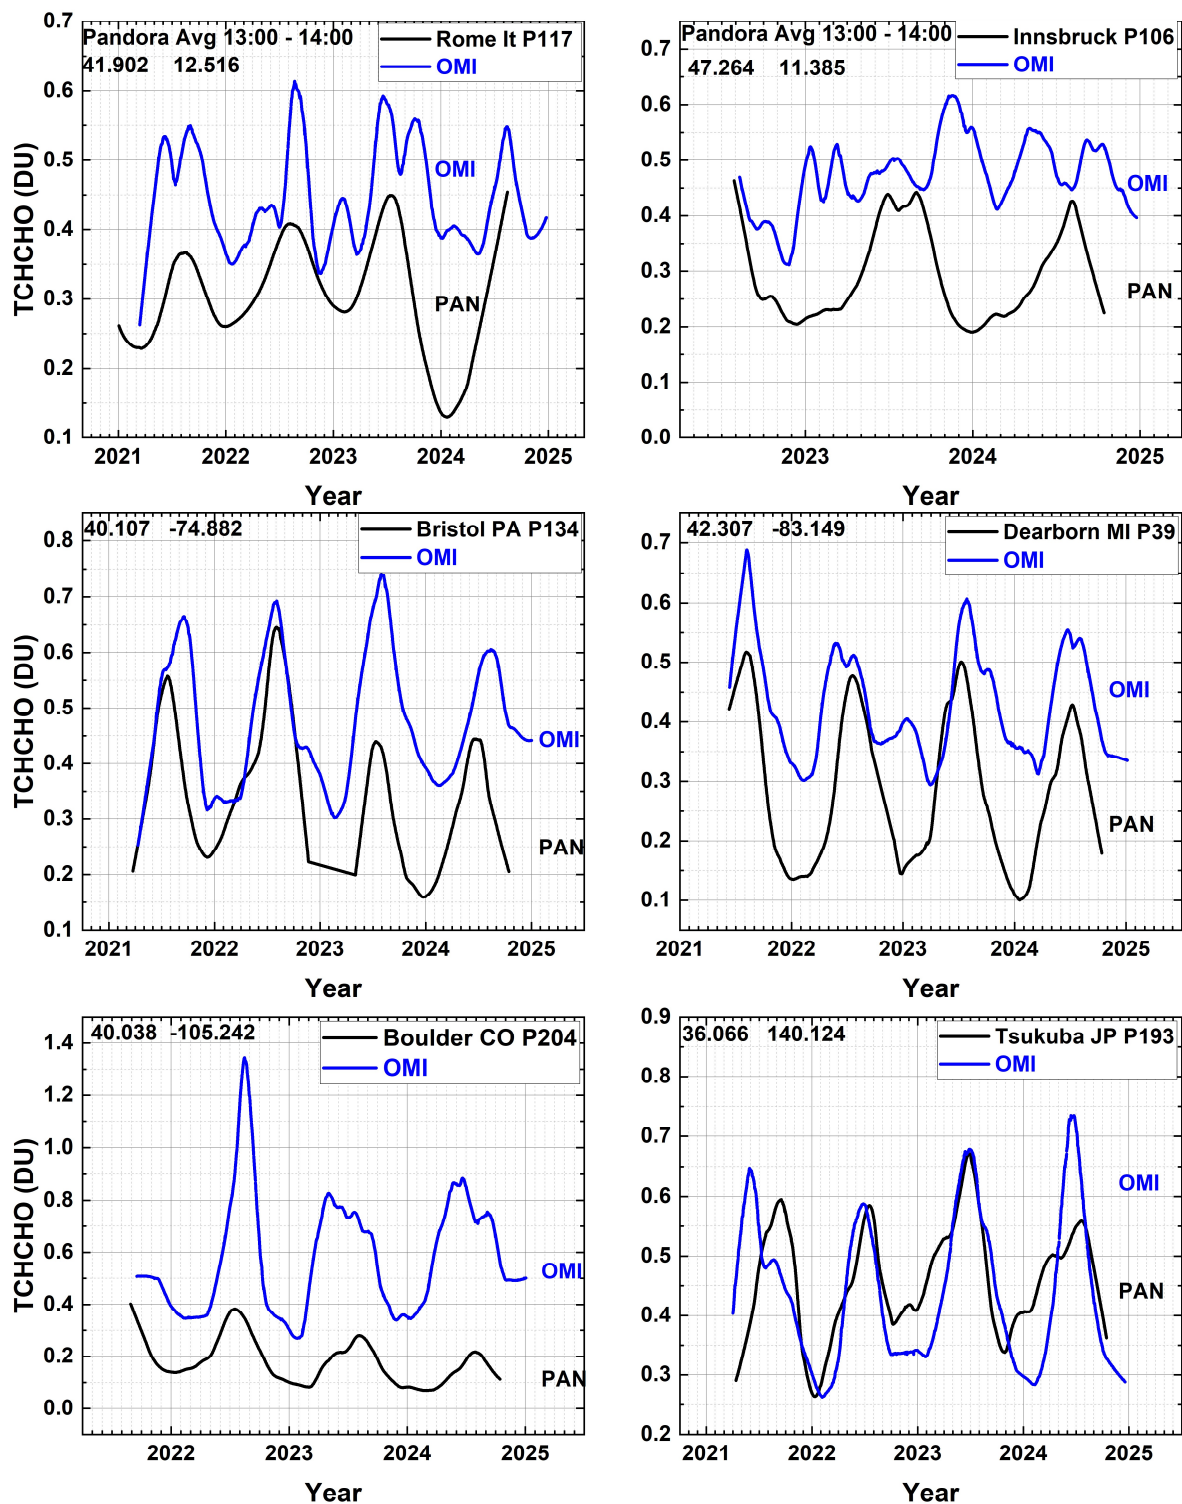 Pandora Avg 13:00 - 14:00
41.902 12.516
Rome It P117
OMI
TCHCHO (DU)
0.7
0.6
0.5
0.4
0.3
0.2
0.1
OMI
PAN
2021 2022 2023 2024 2025
Year
Pandora Avg 13:00 - 14:00
47.264 11.385
Innsbruck P106
OMI
0.7
0.6
0.5
0.4
0.3
0.2
0.1
0.0
OMI
PAN
2023 2024 2025
Year
40.107 -74.882
Bristol PA P134
OMI
TCHCHO (DU)
0.8
0.7
0.6
0.5
0.4
0.3
0.2
0.1
OMI
PAN
2021 2022 2023 2024 2025
Year
42.307 -83.149
Dearborn MI P39
OMI
0.7
0.6
0.5
0.4
0.3
0.2
0.1
OMI
PAN
2021 2022 2023 2024 2025
Year
40.038 -105.242
Boulder CO P204
OMI
TCHCHO (DU)
1.4
1.2
1.0
0.8
0.6
0.4
0.2
0.0
OMI
PAN
2022 2023 2024 2025
Year
36.066 140.124
Tsukuba JP P193
OMI
0.9
0.8
0.7
0.6
0.5
0.4
0.3
0.2
OMI
PAN
2021 2022 2023 2024 2025
Year